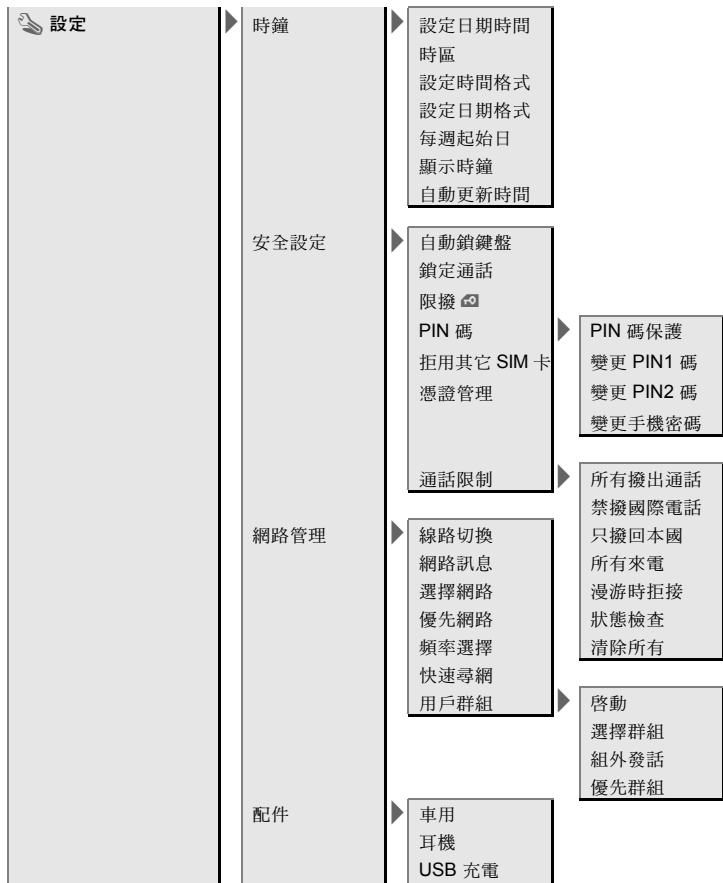 設定
時鐘
設定日期時間
時區
設定時間格式
設定日期格式
每週起始日
顯示時鐘
自動更新時間
安全設定
自動鎖鍵盤
鎖定通話
限撥
PIN 碼
PIN 碼保護
變更 PIN1 碼
變更 PIN2 碼
變更手機密碼
拒用其它 SIM 卡
憑證管理
通話限制
所有撥出通話
禁撥國際電話
只撥回本國
所有來電
漫游時拒接
狀態檢查
清除所有
網路管理
線路切換
網路訊息
選擇網路
優先網路
頻率選擇
快速尋網
用戶群組
啓動
選擇群組
組外發話
優先群組
配件
車用
耳機
USB 充電